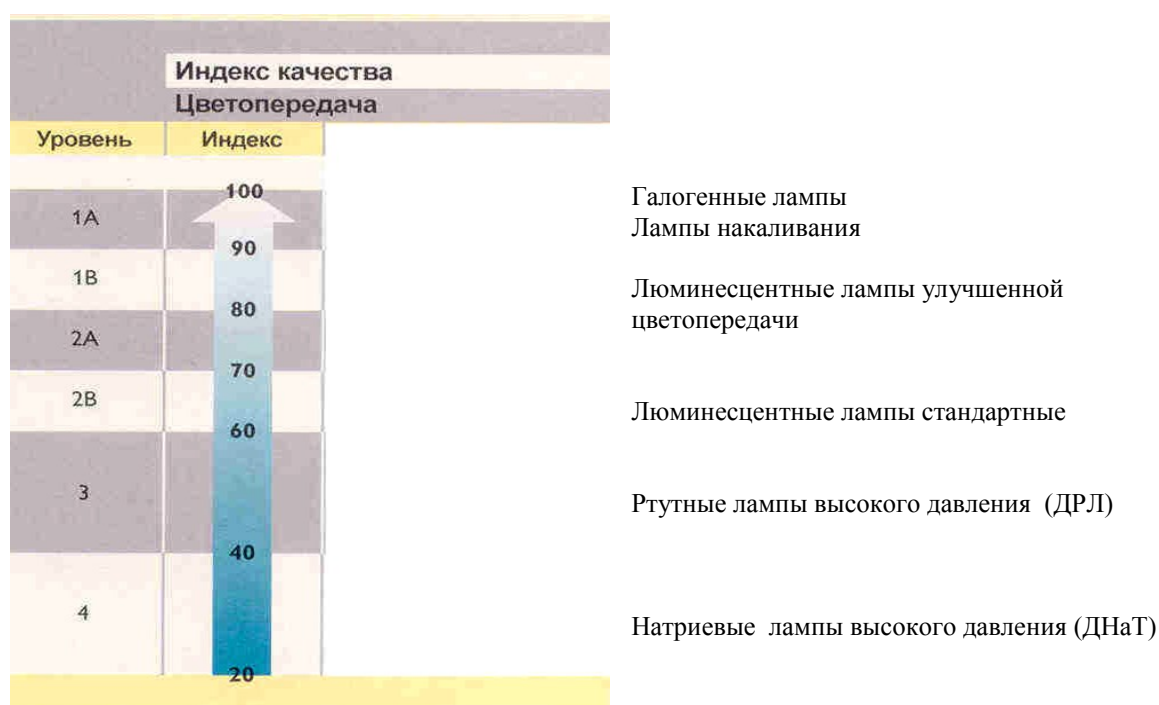 Индекс качества
Цветопередача
Уровень Индекс
100
1A
90
1B
80
2A
70
2B
60
3
40
4
20
Галогенные лампы
Лампы накаливания
Люминесцентные лампы улучшенной
цветопередачи
Люминесцентные лампы стандартные
Ртутные лампы высокого давления (ДРЛ)
Натриевые лампы высокого давления (ДНаТ)